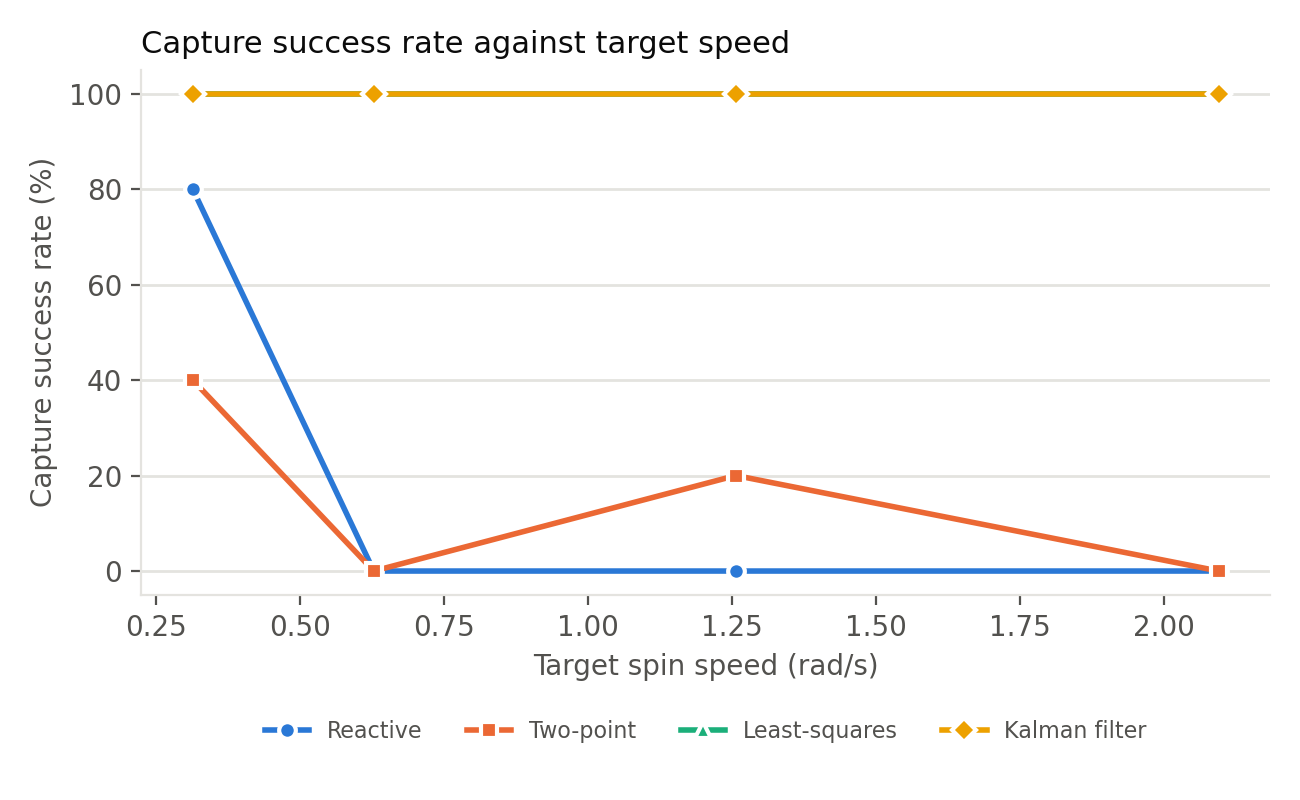 Capture success rate against target speed
Capture success rate (%)
100
80
60
40
20
0
0.25 0.50 0.75 1.00 1.25 1.50 1.75 2.00
Target spin speed (rad/s)
Reactive Two-point Least-squares Kalman filter